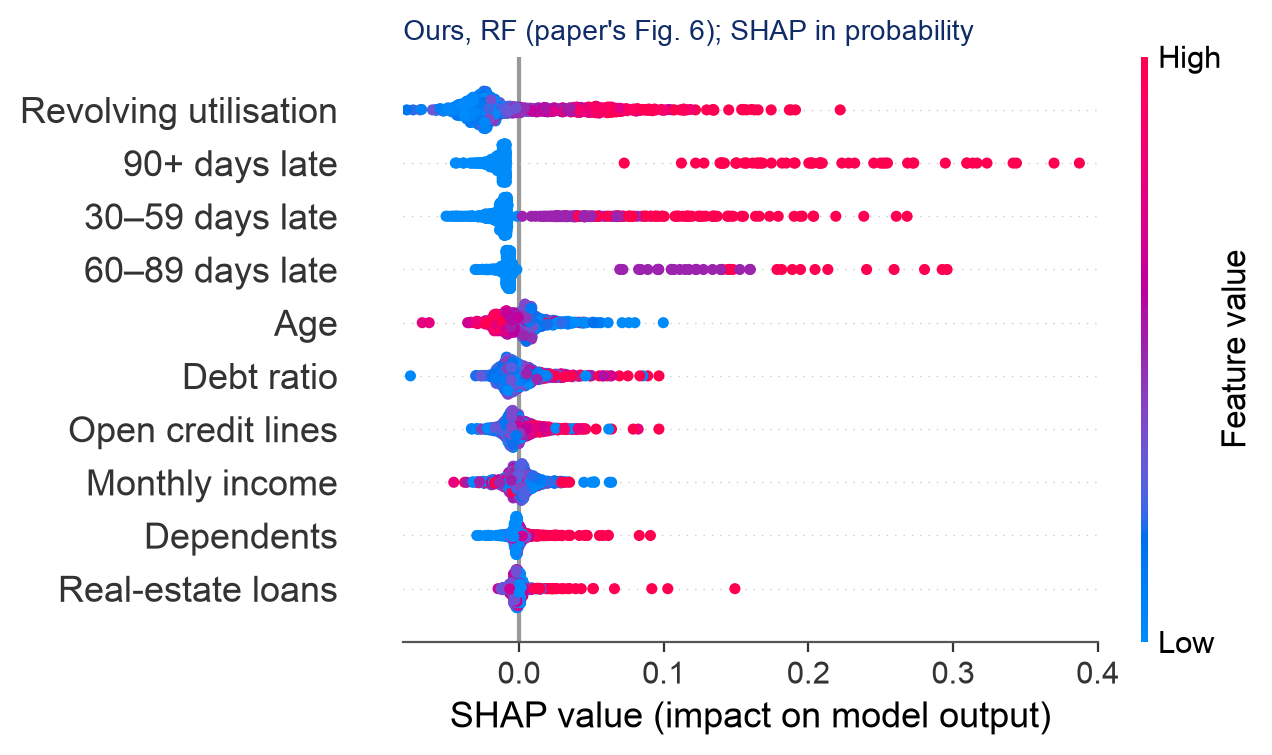 Ours, RF (paper's Fig. 6); SHAP in probability
High
Revolving utilisation
90+ days late
30–59 days late
60–89 days late
Age
Debt ratio
Open credit lines
Monthly income
Dependents
Real-estate loans
Feature value
Low
0.0 0.1 0.2 0.3 0.4
SHAP value (impact on model output)